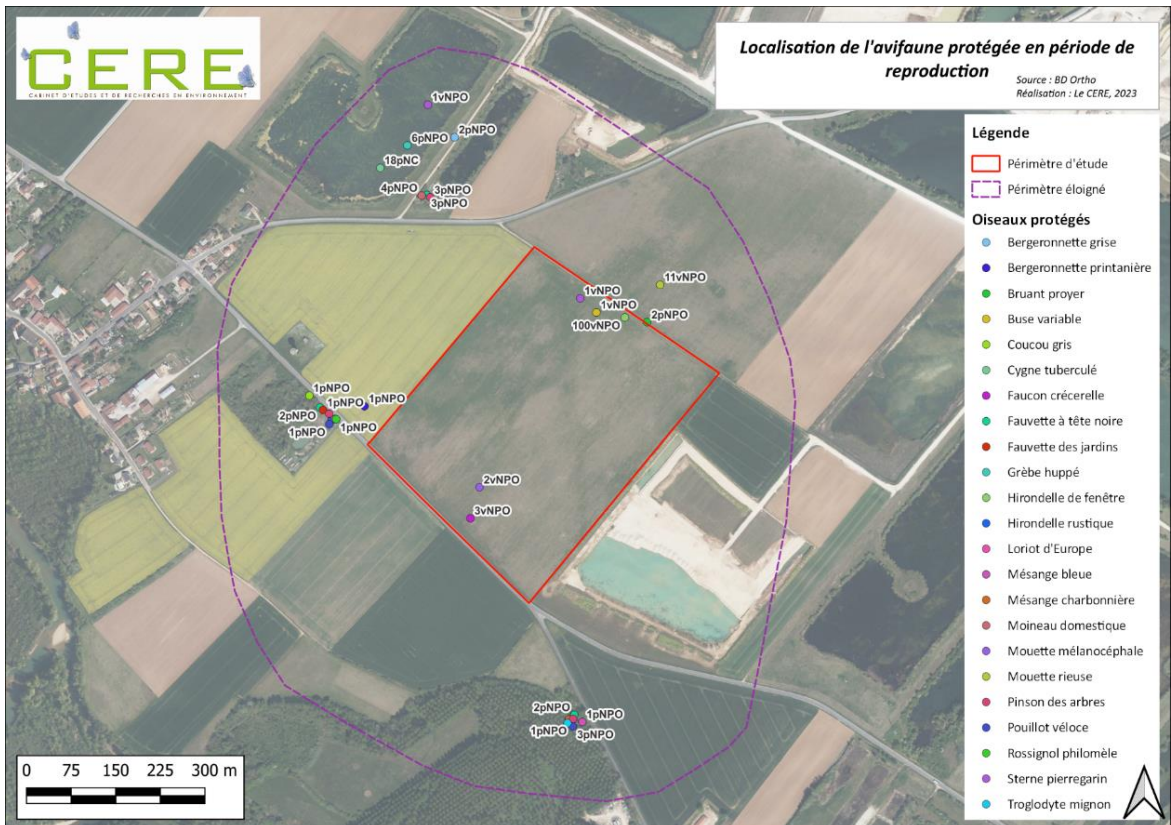 CERE
CABINET D'ETUDES ET DE RECHERCHES EN ENVIRONNEMENT
Localisation de l'avifaune protégée en période de
reproduction
Source : BD Ortho
Réalisation : Le CERE, 2023
Légende
Périmètre d'étude
Périmètre éloigné
Oiseaux protégés
Bergeronnette grise
Bergeronnette printanière
Bruant proyer
Buse variable
Coucou gris
Cygne tuberculé
Faucon crécerelle
Fauvette à tête noire
Fauvette des jardins
Grèbe huppé
Hirondelle de fenêtre
Hirondelle rustique
Loriot d'Europe
Mésange bleue
Mésange charbonnière
Moineau domestique
Mouette mélanocéphale
Mouette rieuse
Pinson des arbres
Pouillot véloce
Rossignol philomèle
Sterne pierregarin
Troglodyte mignon
1vNPO
2pNPO
6pNPO
18pNC
4pNPO
3pNPO
3pNPO
11vNPO
1vNPO
1vNPO
100vNPO
2pNPO
1pNPO
1pNPO
1pNPO
2pNPO
1pNPO
1pNPO
2vNPO
3vNPO
2pNPO
1pNPO
1pNPO
3pNPO
0 75 150 225 300 m